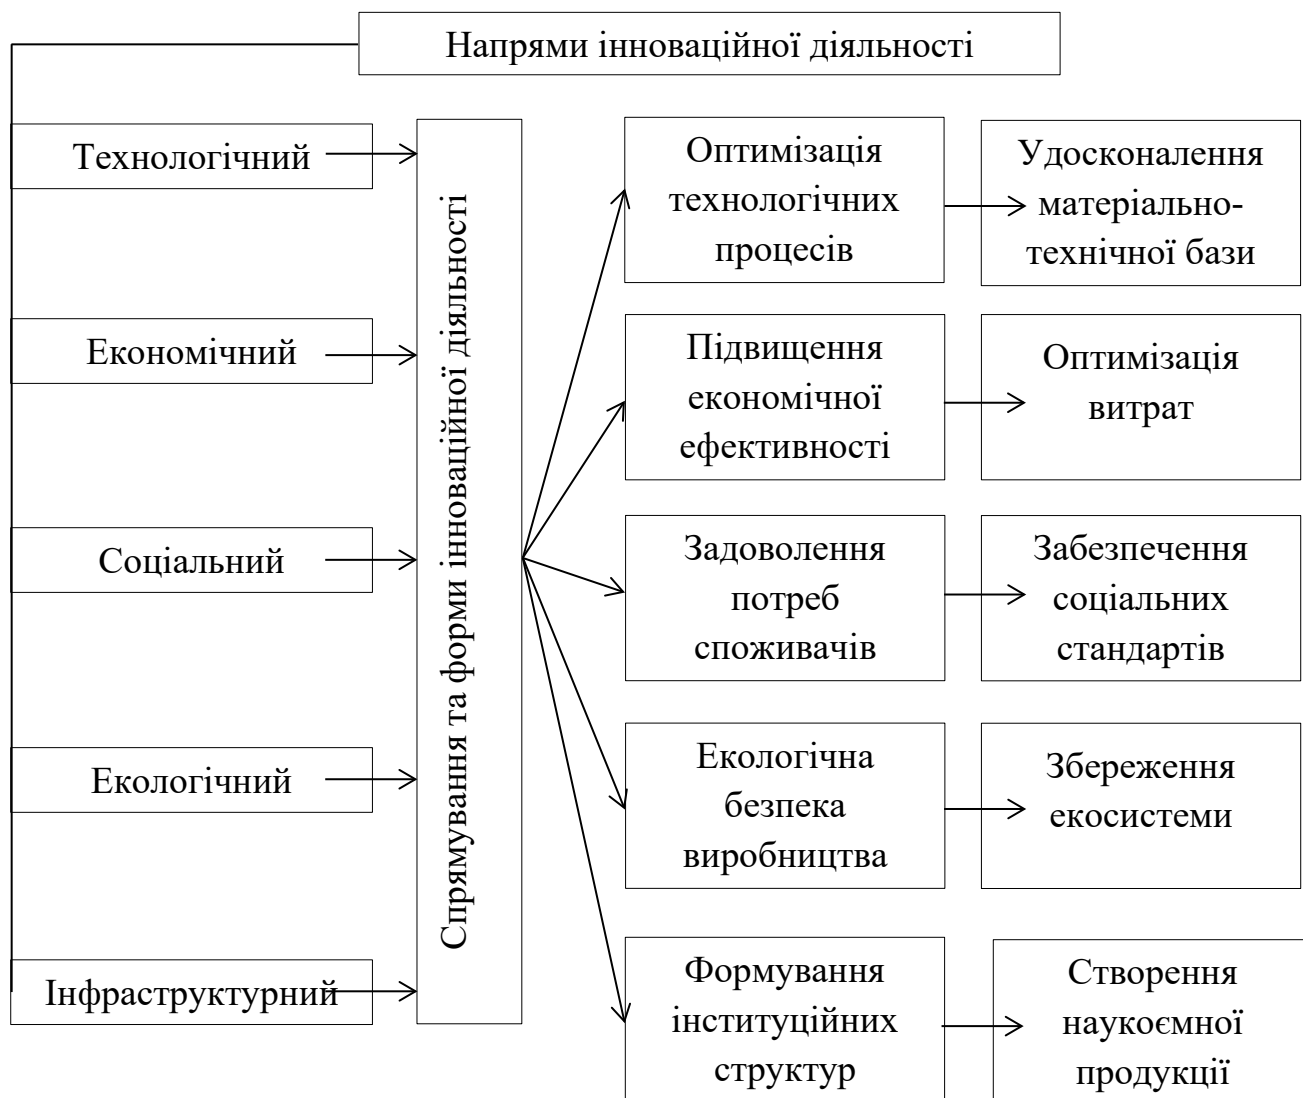 Напрями інноваційної діяльності
Технологічний
Економічний
Соціальний
Екологічний
Інфраструктурний
Спрямування та форми інноваційної діяльності
Оптимізація
технологічних
процесів
Удосконалення
матеріально-
технічної бази
Підвищення
економічної
ефективності
Оптимізація
витрат
Задоволення
потреб
споживачів
Забезпечення
соціальних
стандартів
Екологічна
безпека
виробництва
Збереження
екосистеми
Формування
інституційних
структур
Створення
наукоємної
продукції